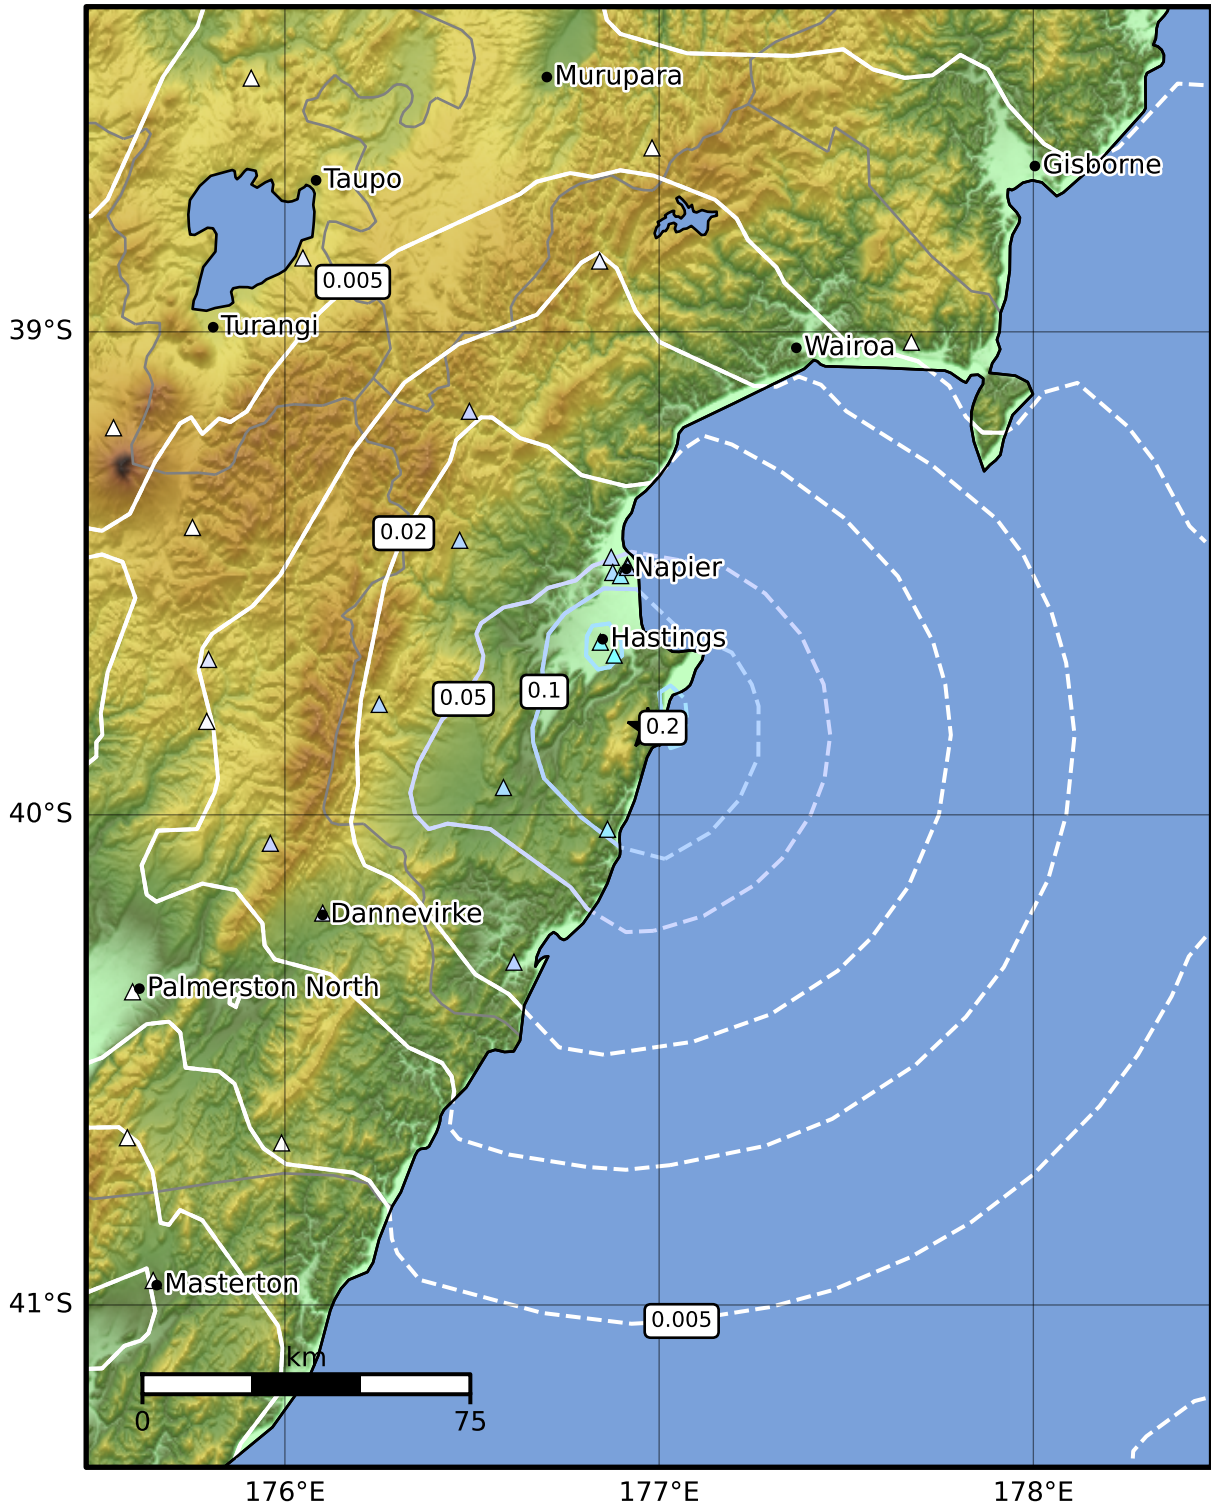 Murupara
Gisborne
Taupo
0.005
Turangi
39°S
Wairoa
0.02
Napier
Hastings
0.05
0.1
0.2
40°S
Dannevirke
Palmerston North
Masterton
41°S
0.005
km
0
75
176°E
177°E
178°E